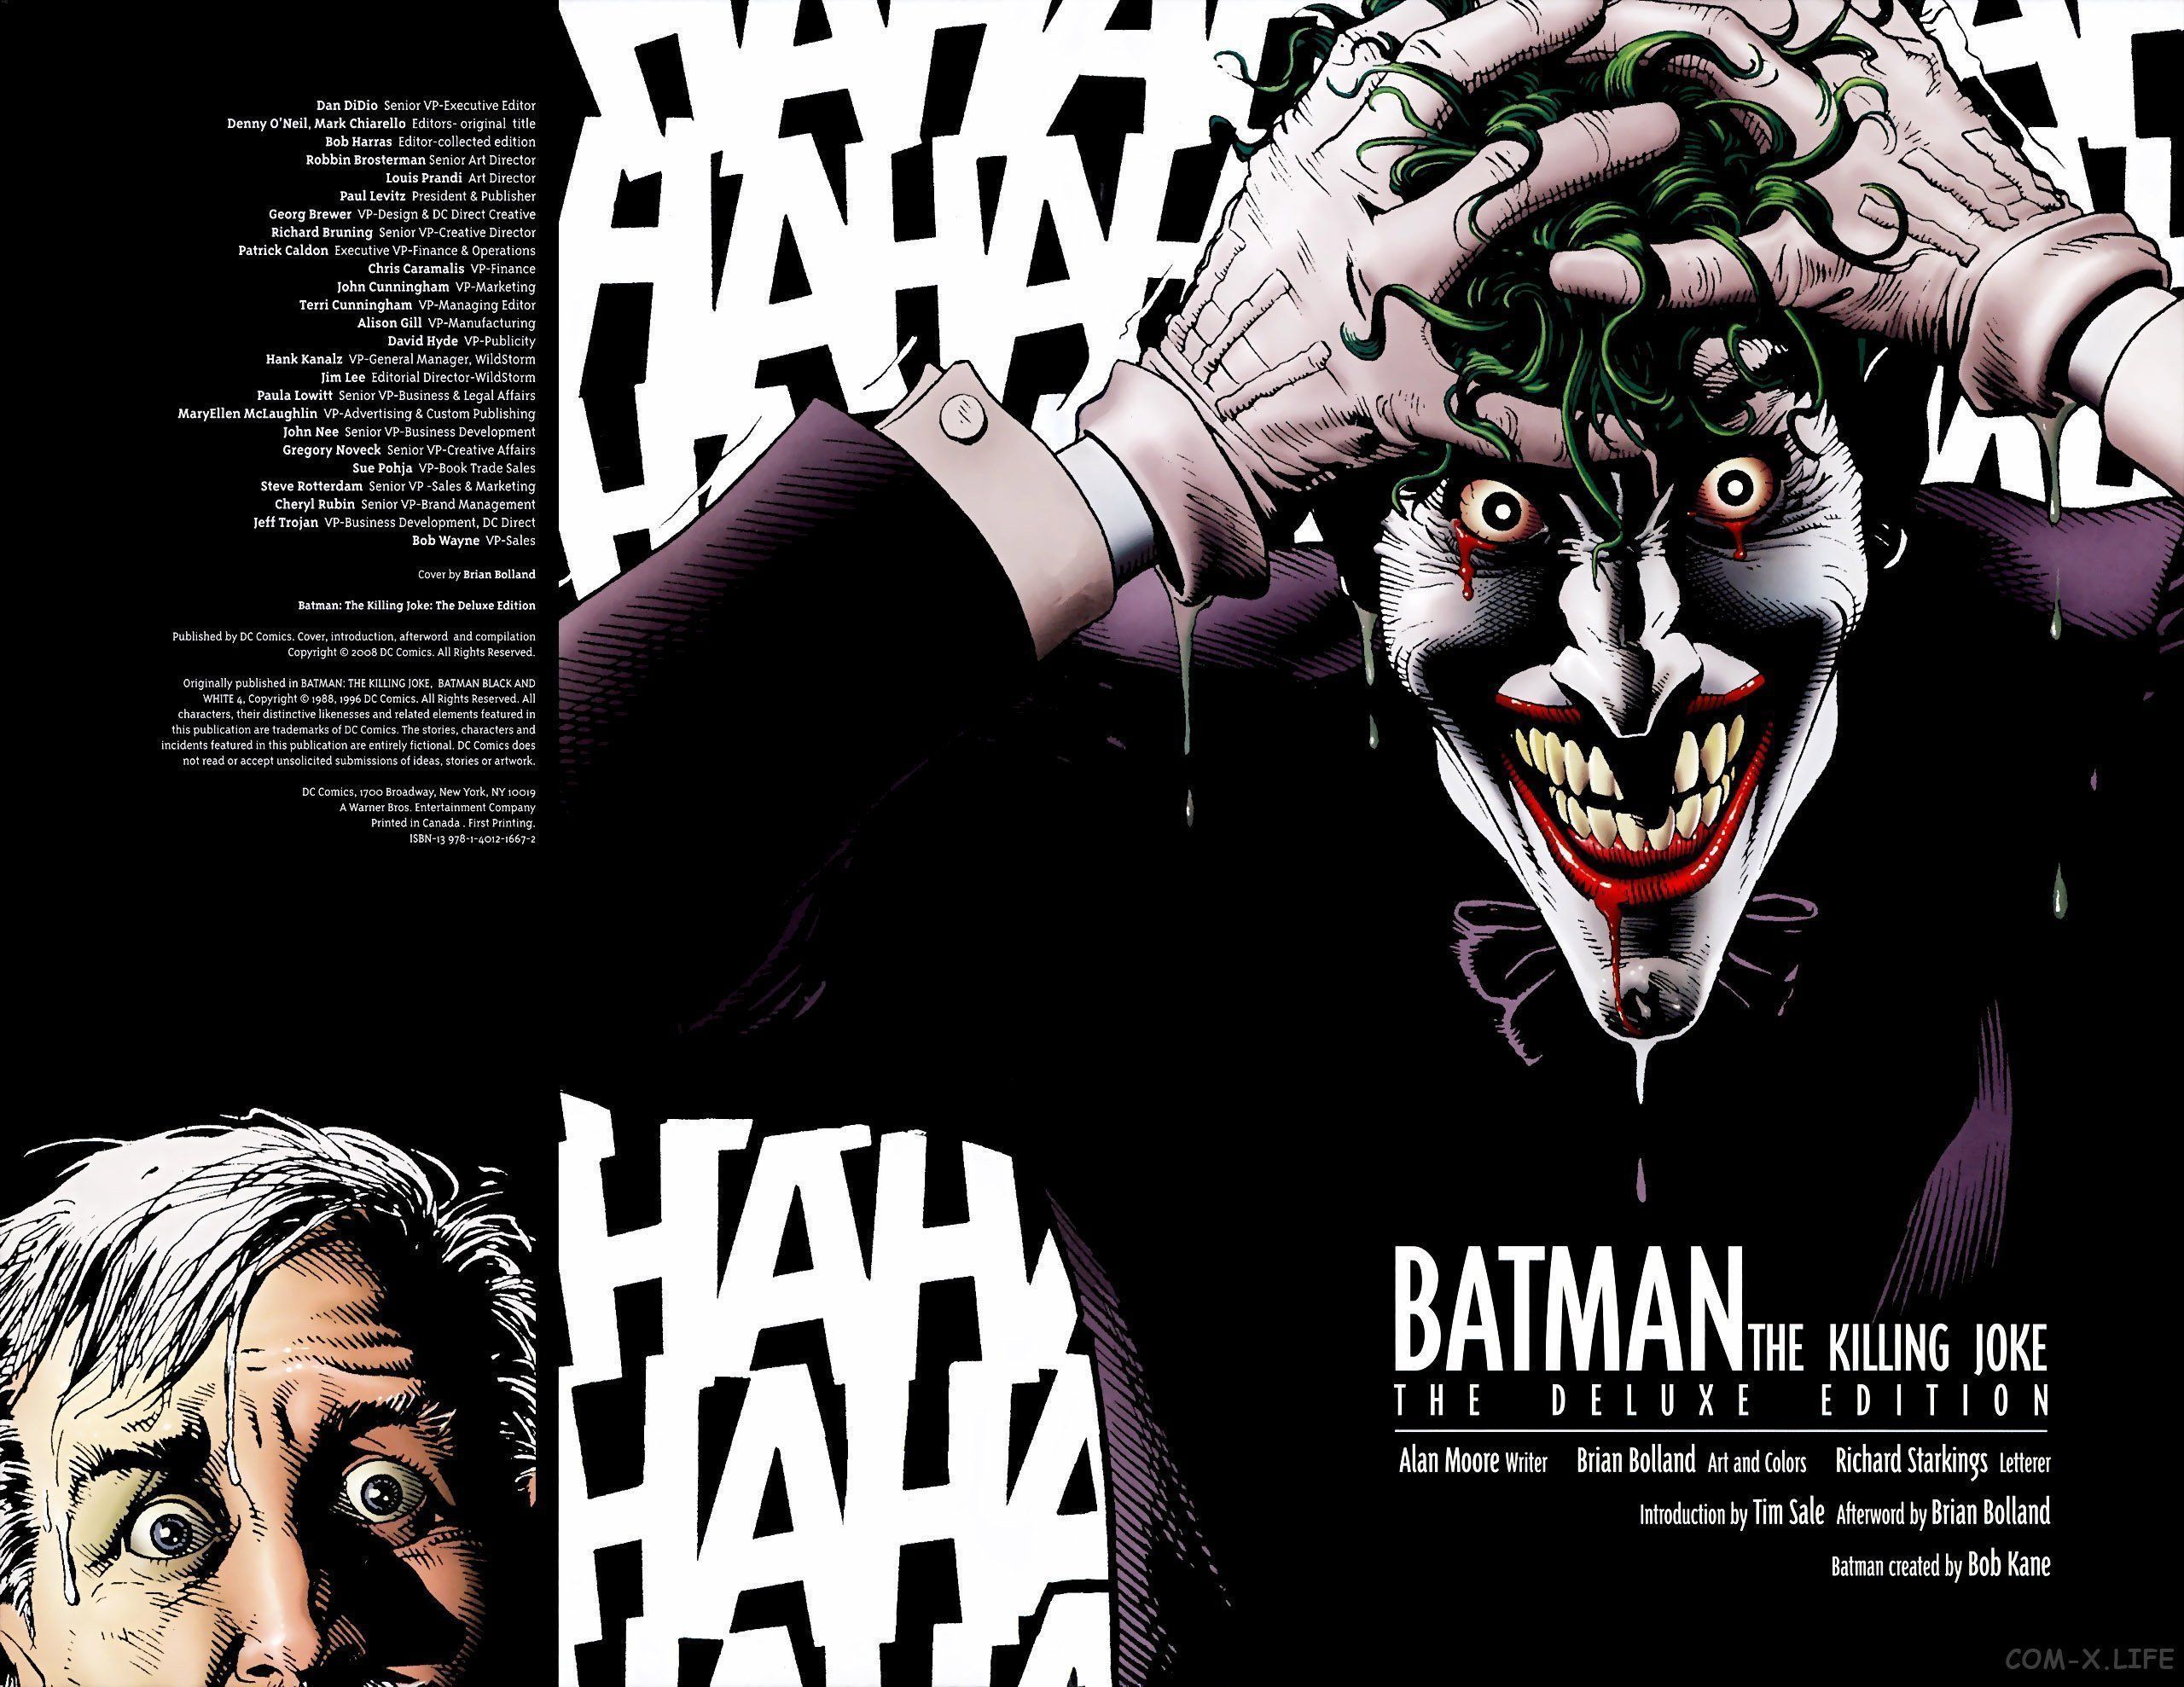 Dan DiDio Senior VP-Executive Editor
Denny O'Neil, Mark Chiarello Editors- original title
Bob Harras Editor-collected edition
Robbin Brosterman Senior Art Director
Louis Prandi Art Director
Paul Levitz President & Publisher
Georg Brewer VP-Design & DC Direct Creative
Richard Bruning Senior VP-Creative Director
Patrick Caldon Executive VP-Finance & Operations
Chris Caramalis VP-Finance
John Cunningham VP-Marketing
Terri Cunningham VP-Managing Editor
Alison Gill VP-Manufacturing
David Hyde VP-Publicity
Hank Kanalz VP-General Manager, WildStorm
Jim Lee Editorial Director-WildStorm
Paula Lowitt Senior VP-Business & Legal Affairs
MaryEllen McLaughlin VP-Advertising & Custom Publishing
John Nee Senior VP-Business Development
Gregory Noveck Senior VP-Creative Affairs
Sue Pohja VP-Book Trade Sales
Steve Rotterdam Senior VP -Sales & Marketing
Cheryl Rubin Senior VP-Brand Management
Jeff Trojan VP-Business Development, DC Direct
Bob Wayne VP-Sales
Cover by Brian Bolland
Batman: The Killing Joke: The Deluxe Edition
Published by DC Comics. Cover, introduction, afterword and compilation
Copyright © 2008 DC Comics. All Rights Reserved.
Originally published in BATMAN: THE KILLING JOKE, BATMAN BLACK AND
WHITE 4, Copyright © 1988, 1996 DC Comics. All Rights Reserved. All
characters, their distinctive likenesses and related elements featured in
this publication are trademarks of DC Comics. The stories, characters and
incidents featured in this publication are entirely fictional. DC Comics does
not read or accept unsolicited submissions of ideas, stories or artwork.
DC Comics, 1700 Broadway, New York, NY 10019
A Warner Bros. Entertainment Company
Printed in Canada . First Printing.
ISBN-13 978-1-4012-1667-2
HAHAH
HAHA
HAH
HAHA
BATMAN THE KILLING JOKE
THE DELUXE EDITION
Alan Moore Writer Brian Bolland Art and Colors Richard Starkings Letterer
Introduction by Tim Sale Afterword by Brian Bolland
Batman created by Bob Kane
COM-X.LIFE